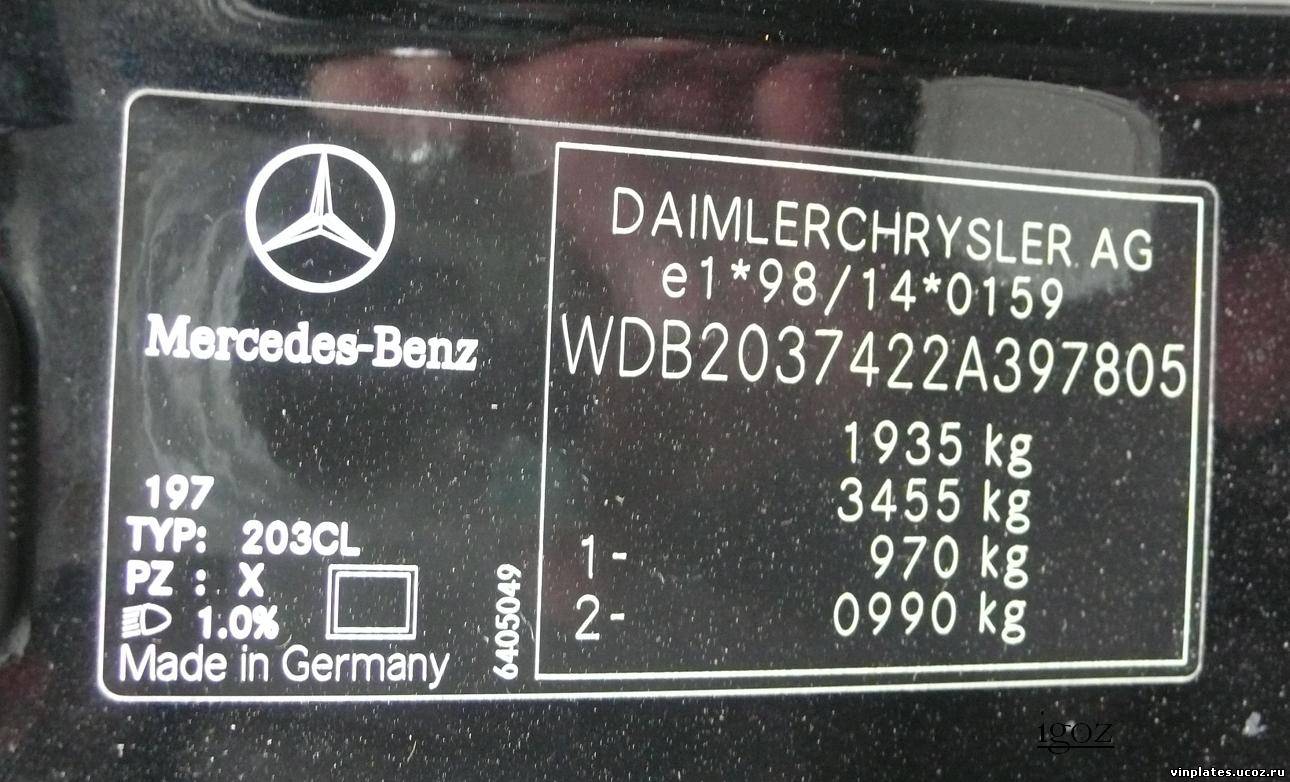 Mercedes-Benz
197
TYP: 203CL
PZ : X
1.0%
Made in Germany
6405049
DAIMLERCHRYSLER AG
e1*98/14*0159
WDB2037422A397805
1935 kg
3455 kg
1- 970 kg
2- 0990 kg
igoz
vinplates.ucoz.ru